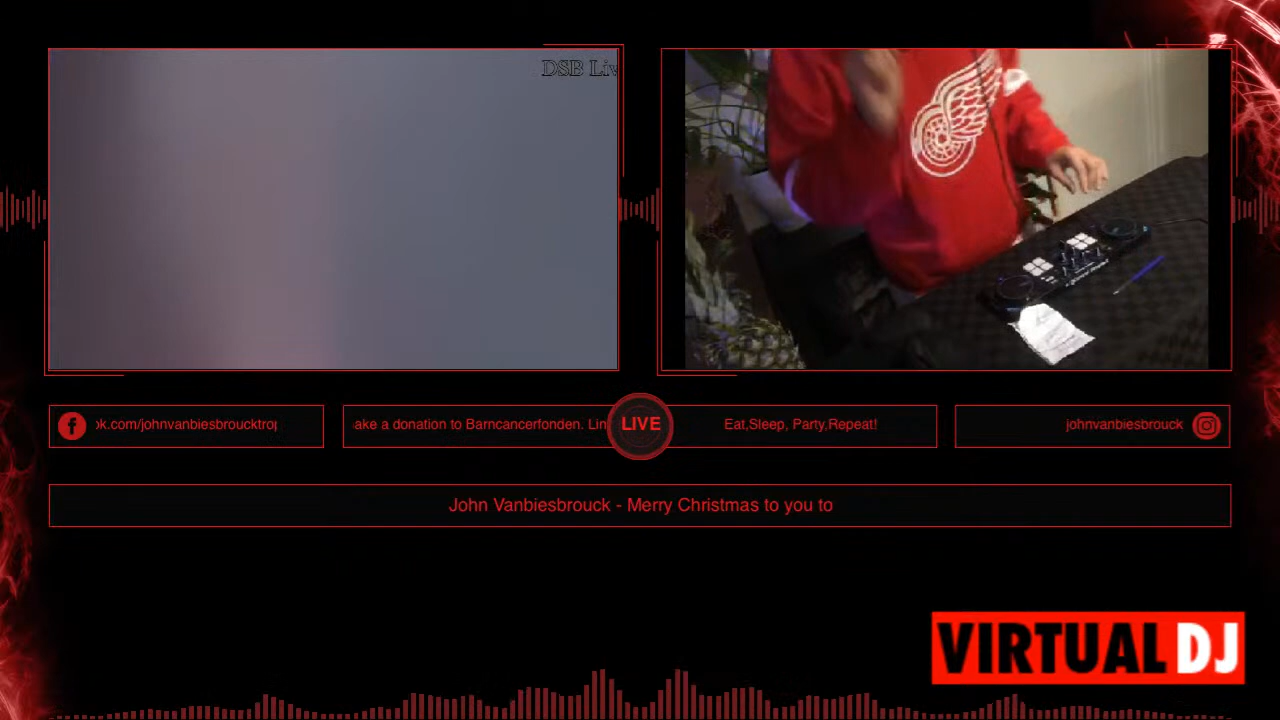 DSB Liv
ok.com/johnvanbiesbroucktrop
ake a donation to Barncancerfonden. Lin
LIVE
Eat,Sleep, Party,Repeat!
johnvanbiesbrouck
John Vanbiesbrouck - Merry Christmas to you to
VIRTUAL DJ